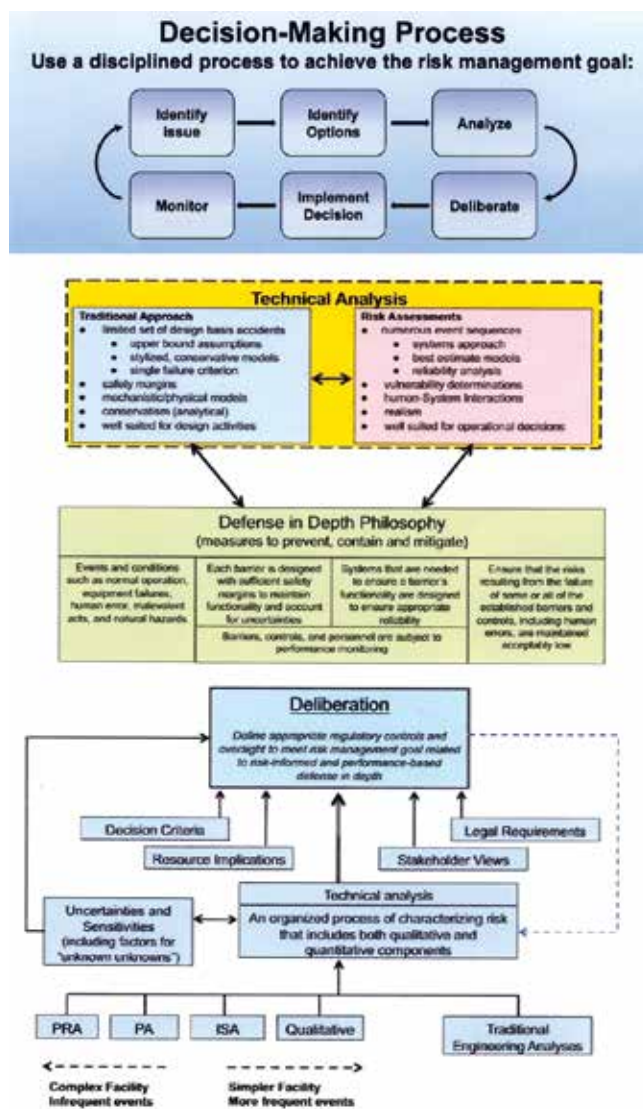 Decision-Making Process
Use a disciplined process to achieve the risk management goal:
Identify
Issue
Identify
Options
Analyze
Monitor
Implement
Decision
Deliberate
Technical Analysis
Traditional Approach
• limited set of design basis accidents
• upper bound assumptions
• stylized, conservative models
• single failure criterion
• safety margins
• mechanistic/physical models
• conservatism (analytical)
• well suited for design activities
Risk Assessments
• numerous event sequences
• systems approach
• best estimate models
• reliability analysis
• vulnerability determinations
• human-System Interactions
• realism
• well suited for operational decisions
Defense in Depth Philosophy
(measures to prevent, contain and mitigate)
Events and conditions
such as normal operation,
equipment failures,
human error, malevolent
acts, and natural hazards
Each barrier is designed
with sufficient safety
margins to maintain
functionality and account
for uncertainties
Systems that are needed
to ensure a barrier's
functionality are designed
to ensure appropriate
reliability
Ensure that the risks
resulting from the failure
of some or all of the
established barriers and
controls, including human
errors, are maintained
acceptably low
Barriers, controls, and personnel are subject to
performance monitoring
Deliberation
Define appropriate regulatory controls and
oversight to meet risk management goal related
to risk-informed and performance-based
defense in depth
Decision Criteria
Legal Requirements
Resource Implications
Stakeholder Views
Uncertainties and
Sensitivities
(including factors for
"unknown unknowns")
Technical analysis
An organized process of characterizing risk
that includes both qualitative and
quantitative components
PRA
PA
ISA
Qualitative
Traditional
Engineering Analyses
Complex Facility
Infrequent events
Simpler Facility
More frequent events